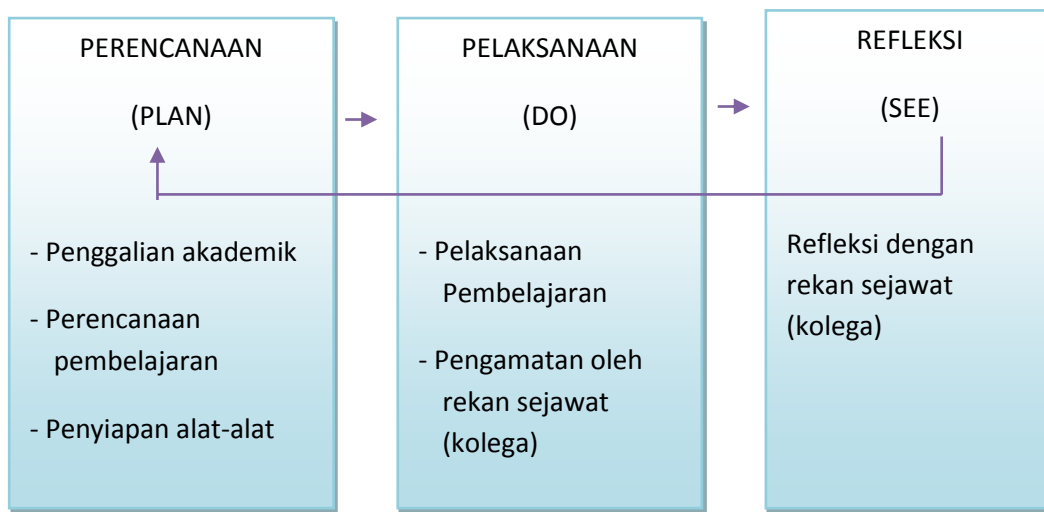 PERENCANAAN
(PLAN)
- Penggalian akademik
- Perencanaan
pembelajaran
- Penyiapan alat-alat
PELAKSANAAN
(DO)
- Pelaksanaan
Pembelajaran
- Pengamatan oleh
rekan sejawat
(kolega)
REFLEKSI
(SEE)
Refleksi dengan
rekan sejawat
(kolega)